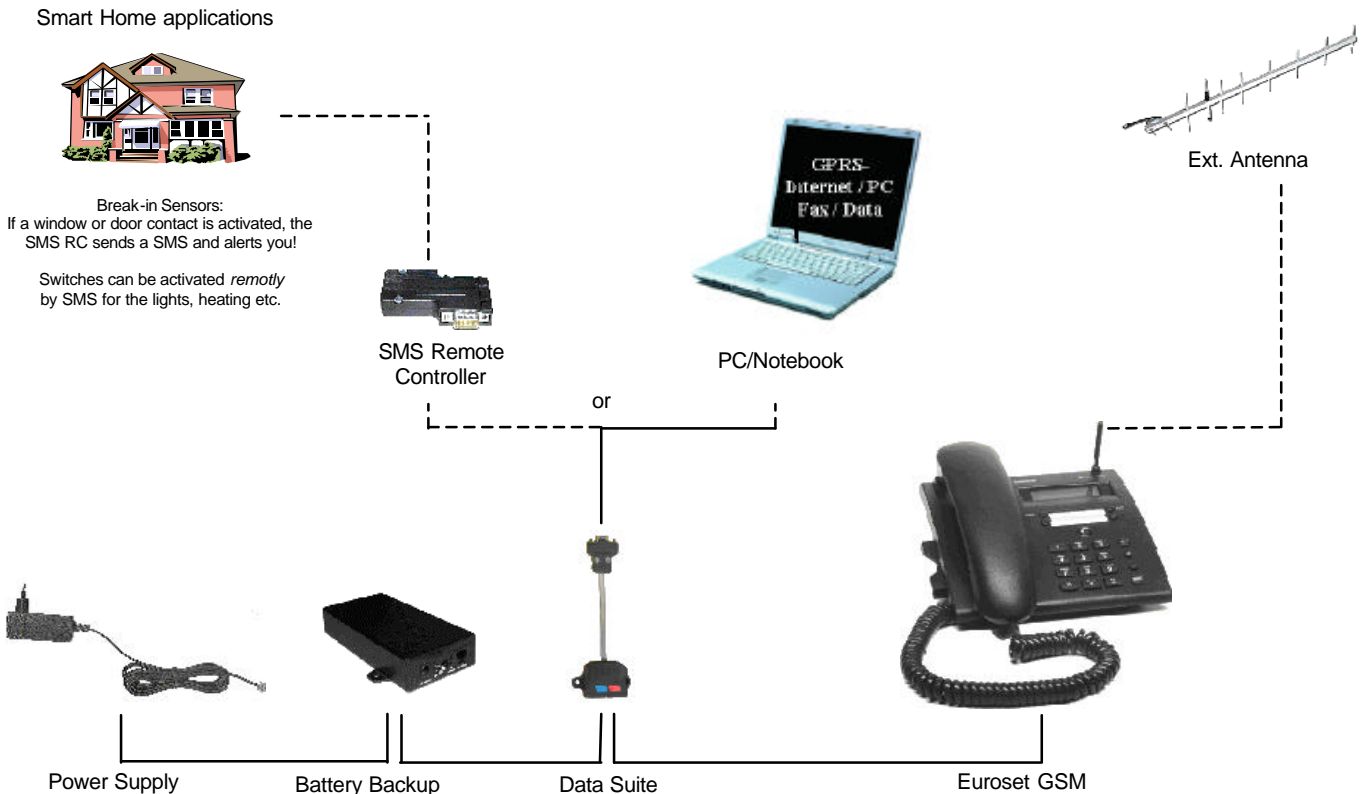 Smart Home applications
Break-in Sensors:
If a window or door contact is activated, the
SMS RC sends a SMS and alerts you!
Switches can be activated remotly
by SMS for the lights, heating etc.
SMS Remote
Controller
GPRS-
Internet / PC
Fax / Data
PC/Notebook
Ext. Antenna
or
Power Supply
Battery Backup
Data Suite
Euroset GSM